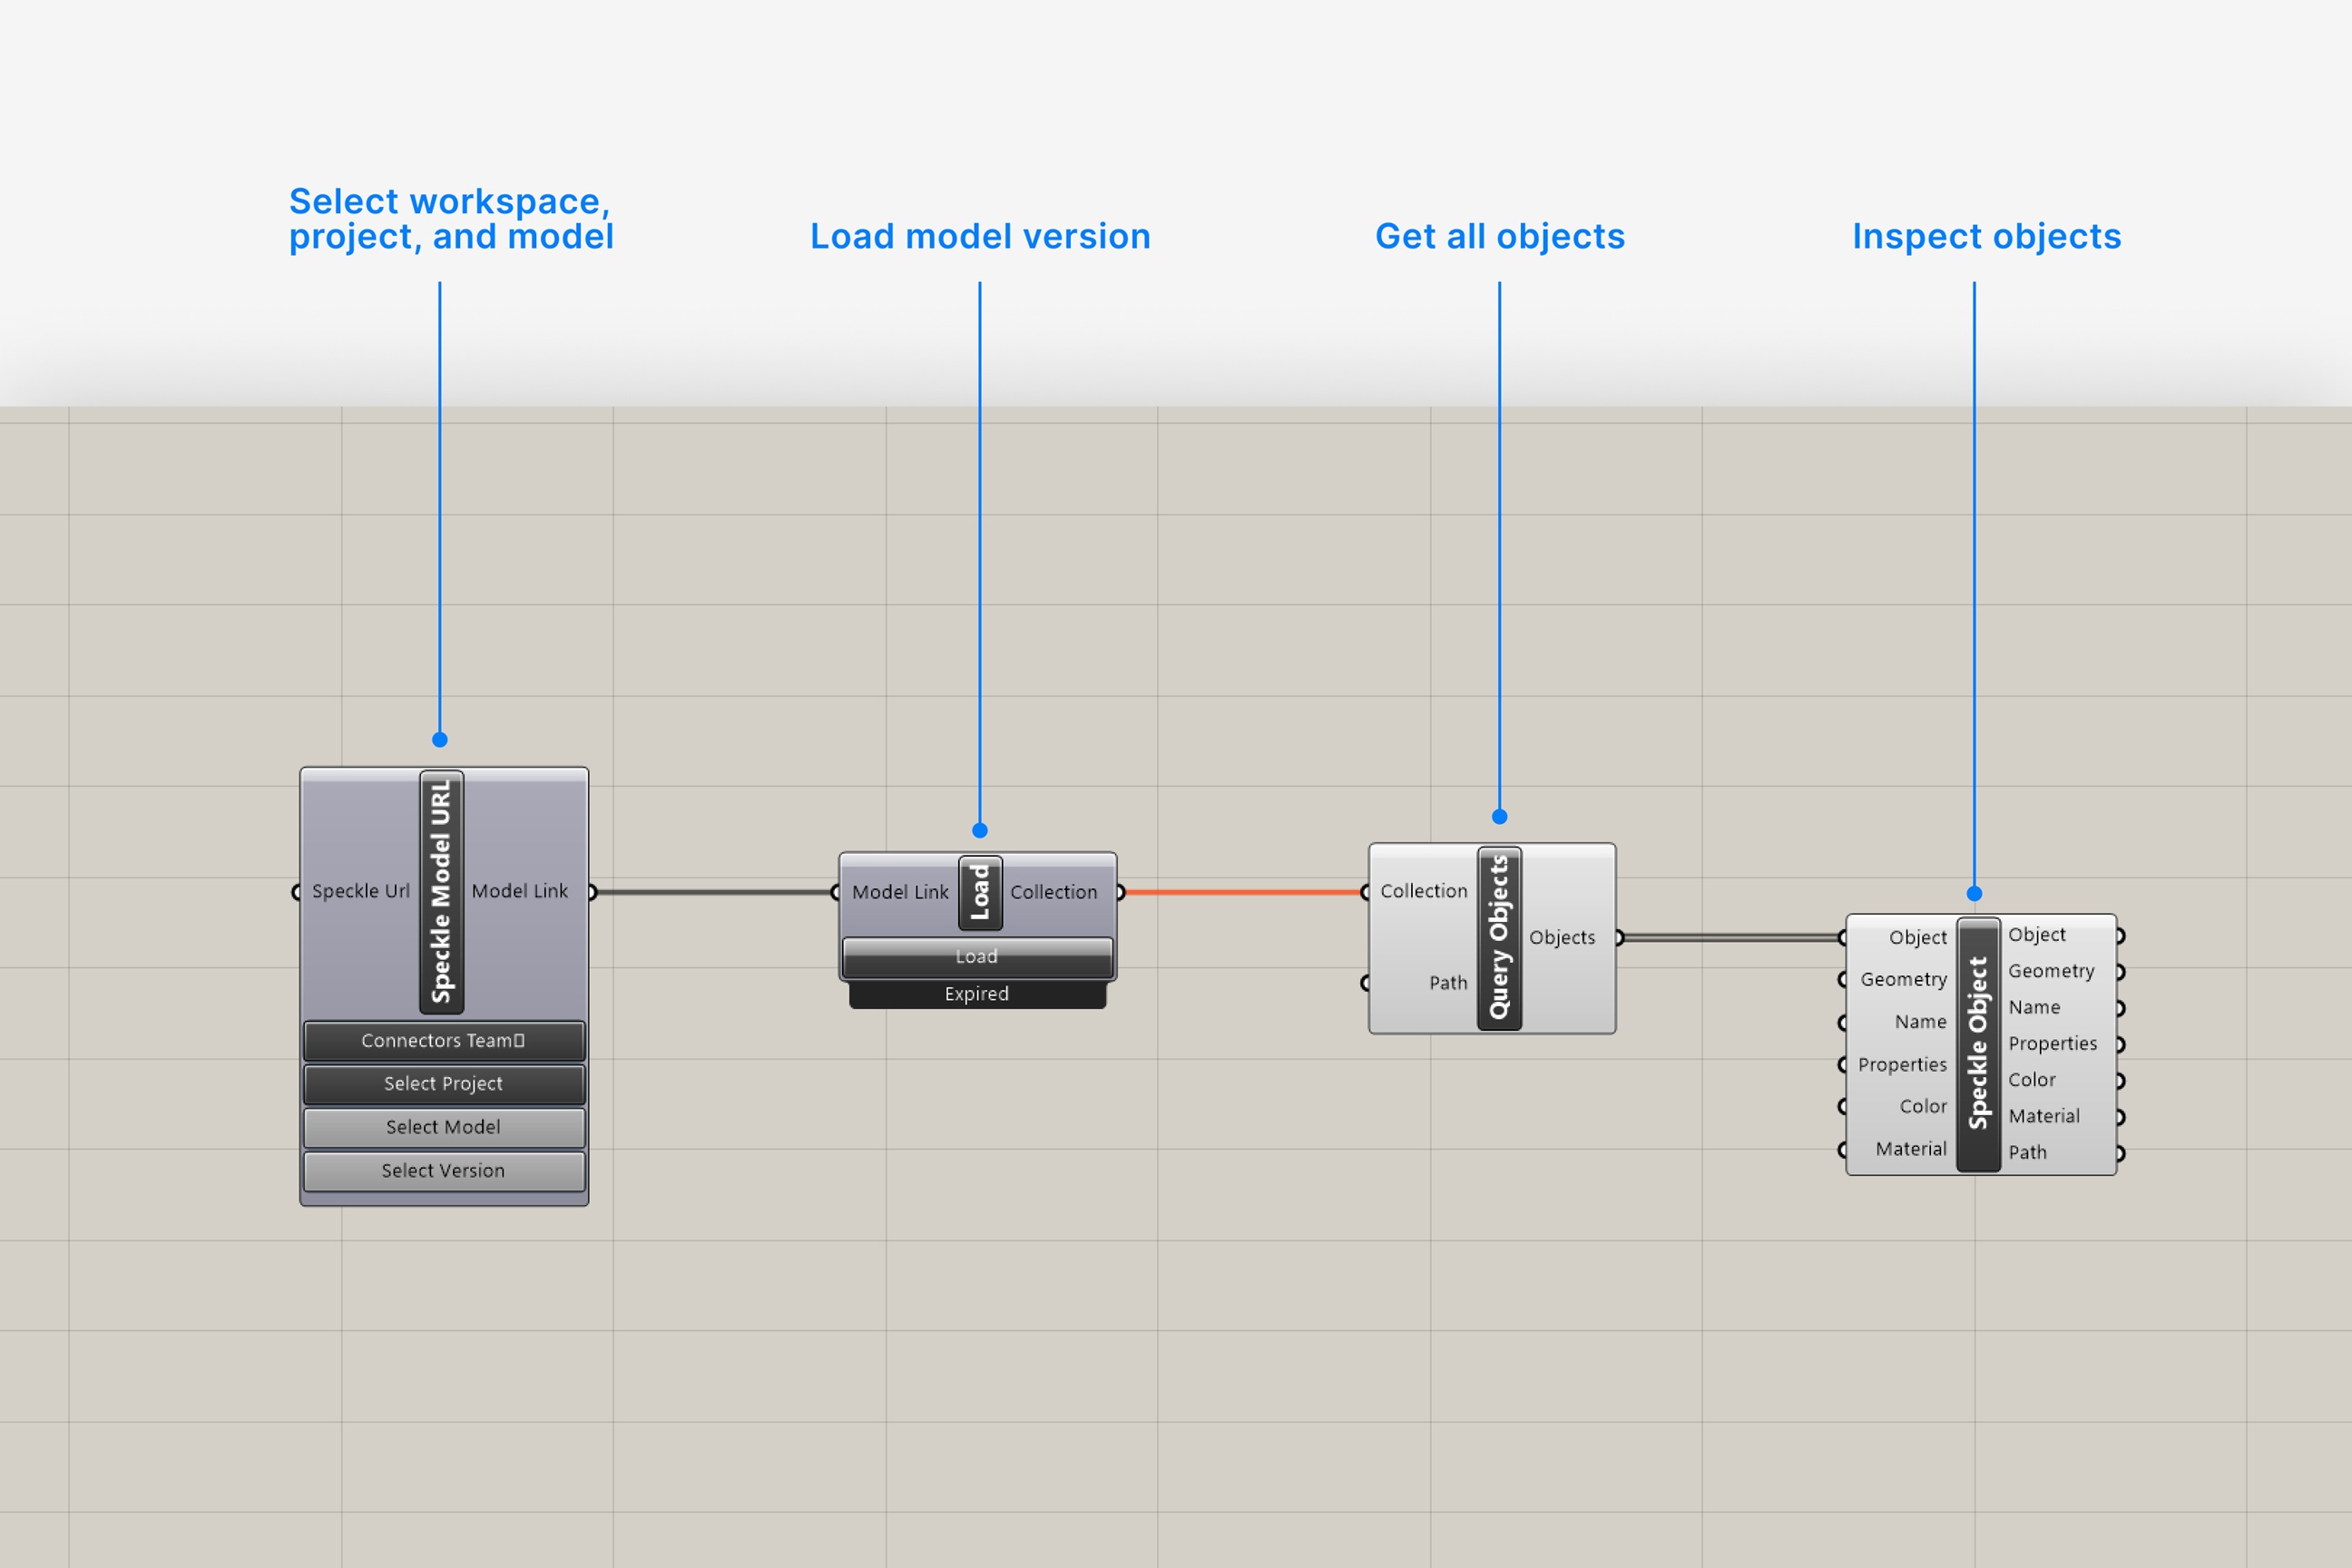 Select workspace,
project, and model
Load model version
Get all objects
Inspect objects
Speckle Url
Speckle Model URL
Model Link
Connectors Team
Select Project
Select Model
Select Version
Model Link
Load
Collection
Load
Expired
Collection
Path
Query Objects
Objects
Object
Geometry
Name
Properties
Color
Material
Speckle Object
Object
Geometry
Name
Properties
Color
Material
Path